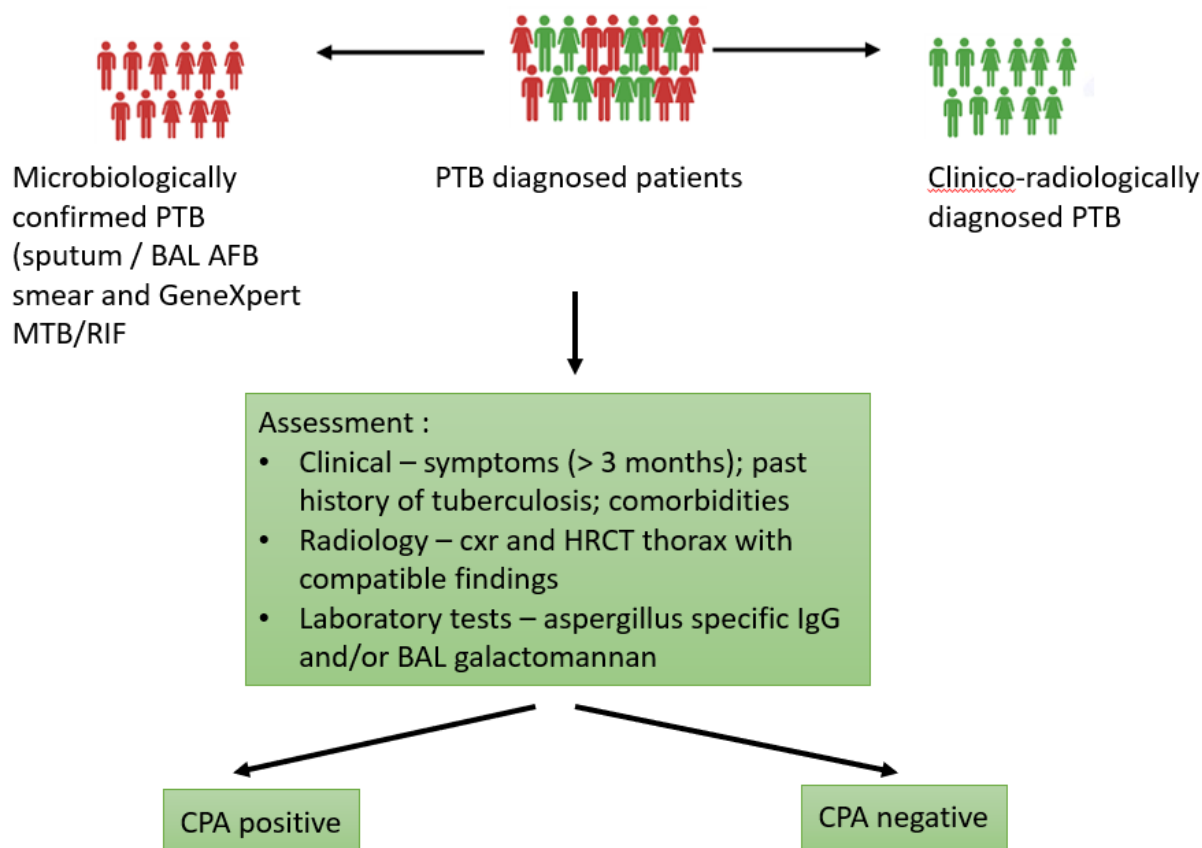 Microbiologically
confirmed PTB
(sputum / BAL AFB
smear and GeneXpert
MTB/RIF
PTB diagnosed patients
Clinico-radiologically
diagnosed PTB
Assessment :
• Clinical – symptoms (> 3 months); past
history of tuberculosis; comorbidities
• Radiology – cxr and HRCT thorax with
compatible findings
• Laboratory tests – aspergillus specific IgG
and/or BAL galactomannan
CPA positive
CPA negative